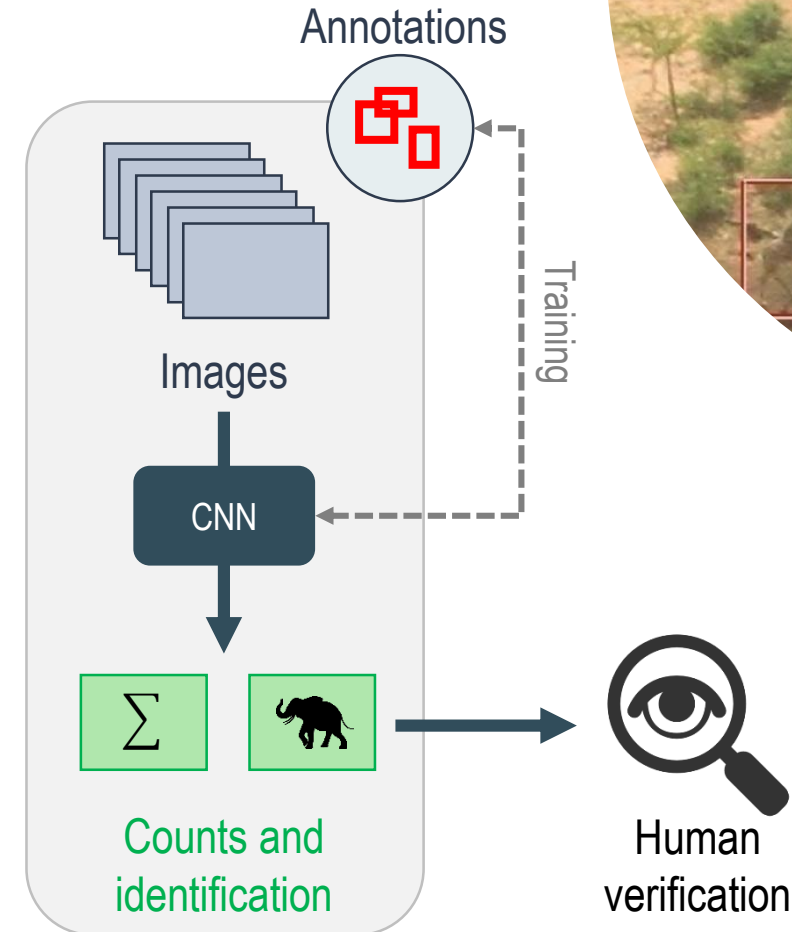 Annotations
Training
Images
CNN
∑
Counts and
identification
Human
verification